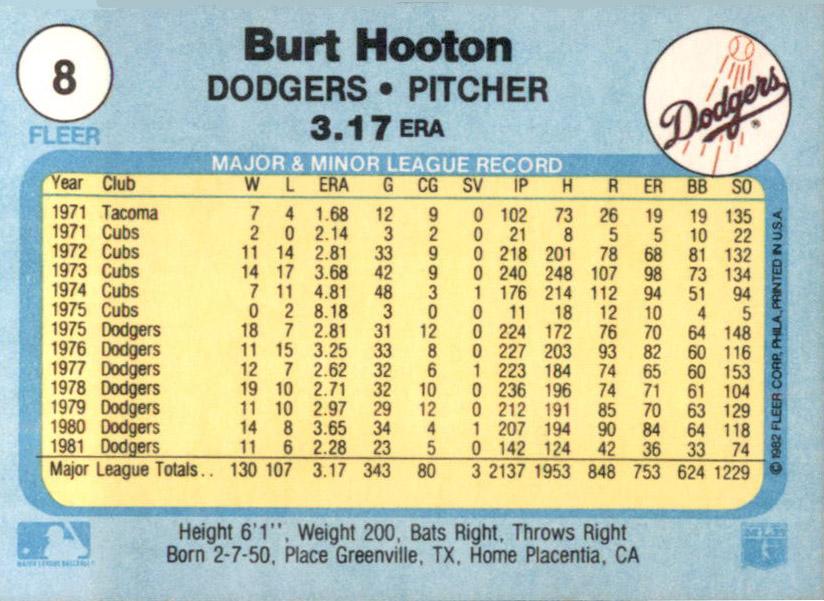 8
FLEER
Burt Hooton
DODGERS • PITCHER
3.17 ERA
Dodgers ®
MAJOR & MINOR LEAGUE RECORD
Year Club W L ERA G CG SV IP H R ER BB SO
1971 Tacoma 7 4 1.68 12 9 0 102 73 26 19 19 135
1971 Cubs 2 0 2.14 3 2 0 21 8 5 5 10 22
1972 Cubs 11 14 2.81 33 9 0 218 201 78 68 81 132
1973 Cubs 14 17 3.68 42 9 0 240 248 107 98 73 134
1974 Cubs 7 11 4.81 48 3 1 176 214 112 94 51 94
1975 Cubs 0 2 8.18 3 0 0 11 18 12 10 4 5
1975 Dodgers 18 7 2.81 31 12 0 224 172 76 70 64 148
1976 Dodgers 11 15 3.25 33 8 0 227 203 93 82 60 116
1977 Dodgers 12 7 2.62 32 6 1 223 184 74 65 60 153
1978 Dodgers 19 10 2.71 32 10 0 236 196 74 71 61 104
1979 Dodgers 11 10 2.97 29 12 0 212 191 85 70 63 129
1980 Dodgers 14 8 3.65 34 4 1 207 194 90 84 64 118
1981 Dodgers 11 6 2.28 23 5 0 142 124 42 36 33 74
Major League Totals.. 130 107 3.17 343 80 3 2137 1953 848 753 624 1229
© 1982 FLEER CORP., PHILA., PRINTED IN U.S.A.
Height 6'1'', Weight 200, Bats Right, Throws Right
Born 2-7-50, Place Greenville, TX, Home Placentia, CA
MAJOR LEAGUE BASEBALL